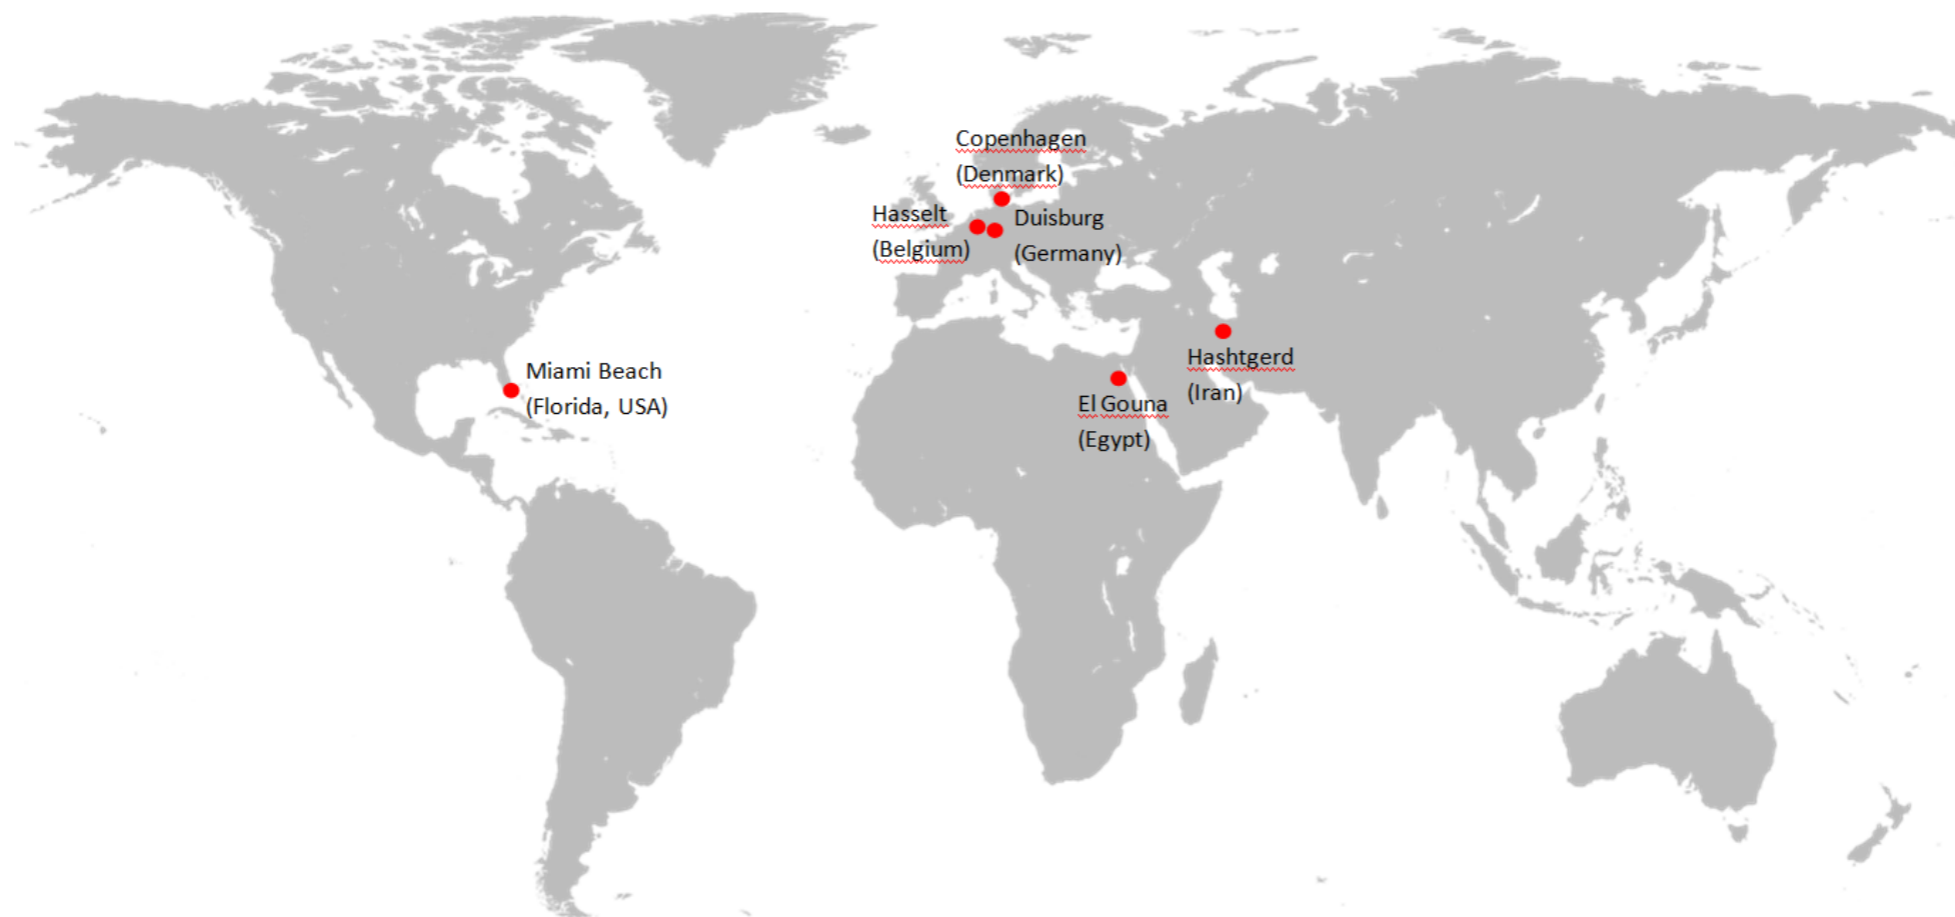 Copenhagen
(Denmark)
Hasselt
(Belgium)
Duisburg
(Germany)
Miami Beach
(Florida, USA)
Hashtgerd
(Iran)
El Gouna
(Egypt)